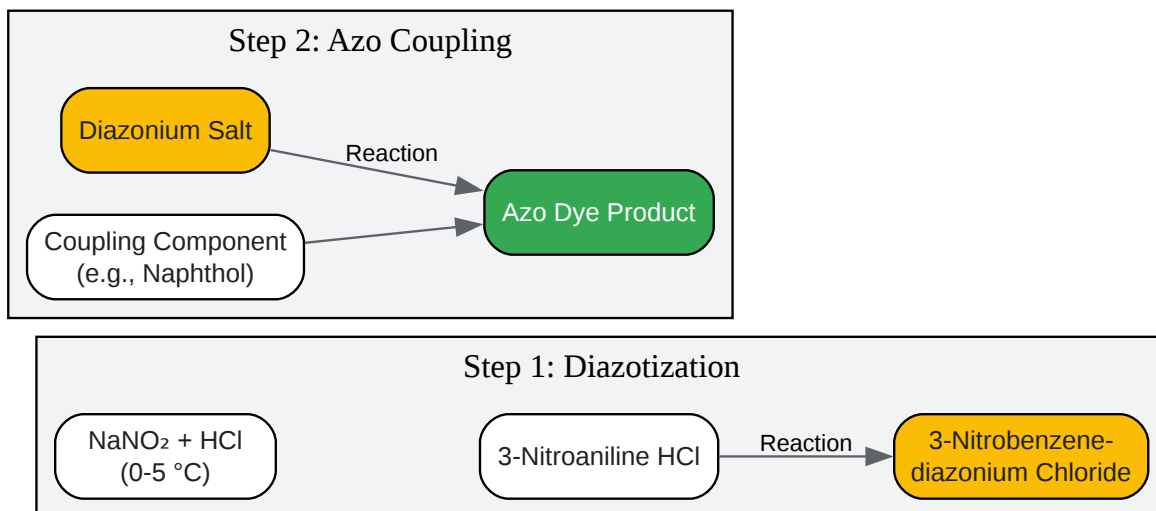 Step 2: Azo Coupling
Diazonium Salt
Reaction
Azo Dye Product
Coupling Component
(e.g., Naphthol)
Step 1: Diazotization
NaNO₂ + HCl
(0-5 °C)
3-Nitroaniline HCl
Reaction
3-Nitrobenzene-
diazonium Chloride